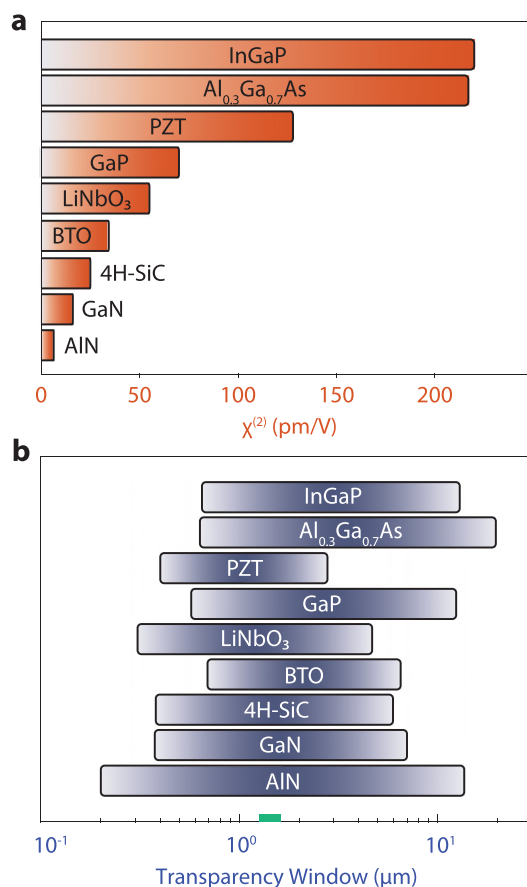 a
InGaP
Al₀.₃Ga₀.₇As
PZT
GaP
LiNbO₃
BTO
4H-SiC
GaN
AlN
0 50 100 150 200
χ⁽²⁾ (pm/V)
b
InGaP
Al₀.₃Ga₀.₇As
PZT
GaP
LiNbO₃
BTO
4H-SiC
GaN
AlN
10⁻¹ 10⁰ 10¹
Transparency Window (μm)